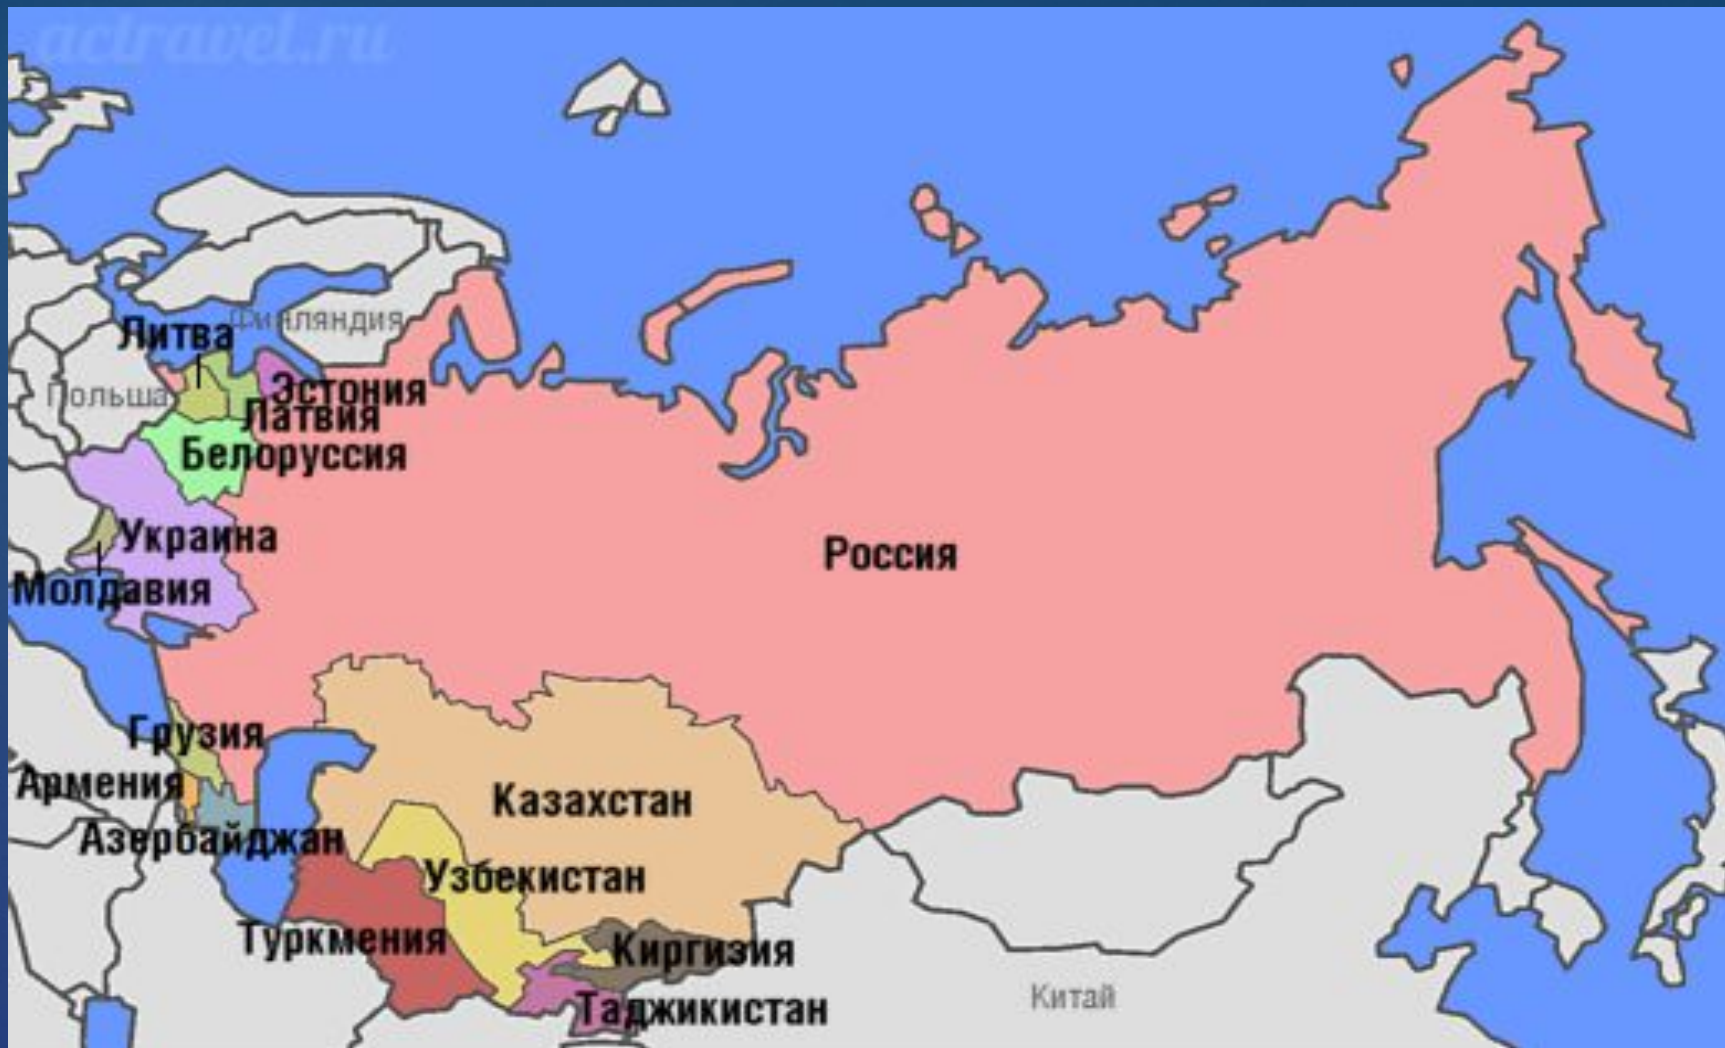 actravel.ru
Финляндия
Литва
Польша
Эстония
Латвия
Белоруссия
Украина
Россия
Молдавия
Грузия
Армения
Казахстан
Азербайджан
Узбекистан
Туркмения
Киргизия
Китай
Таджикистан